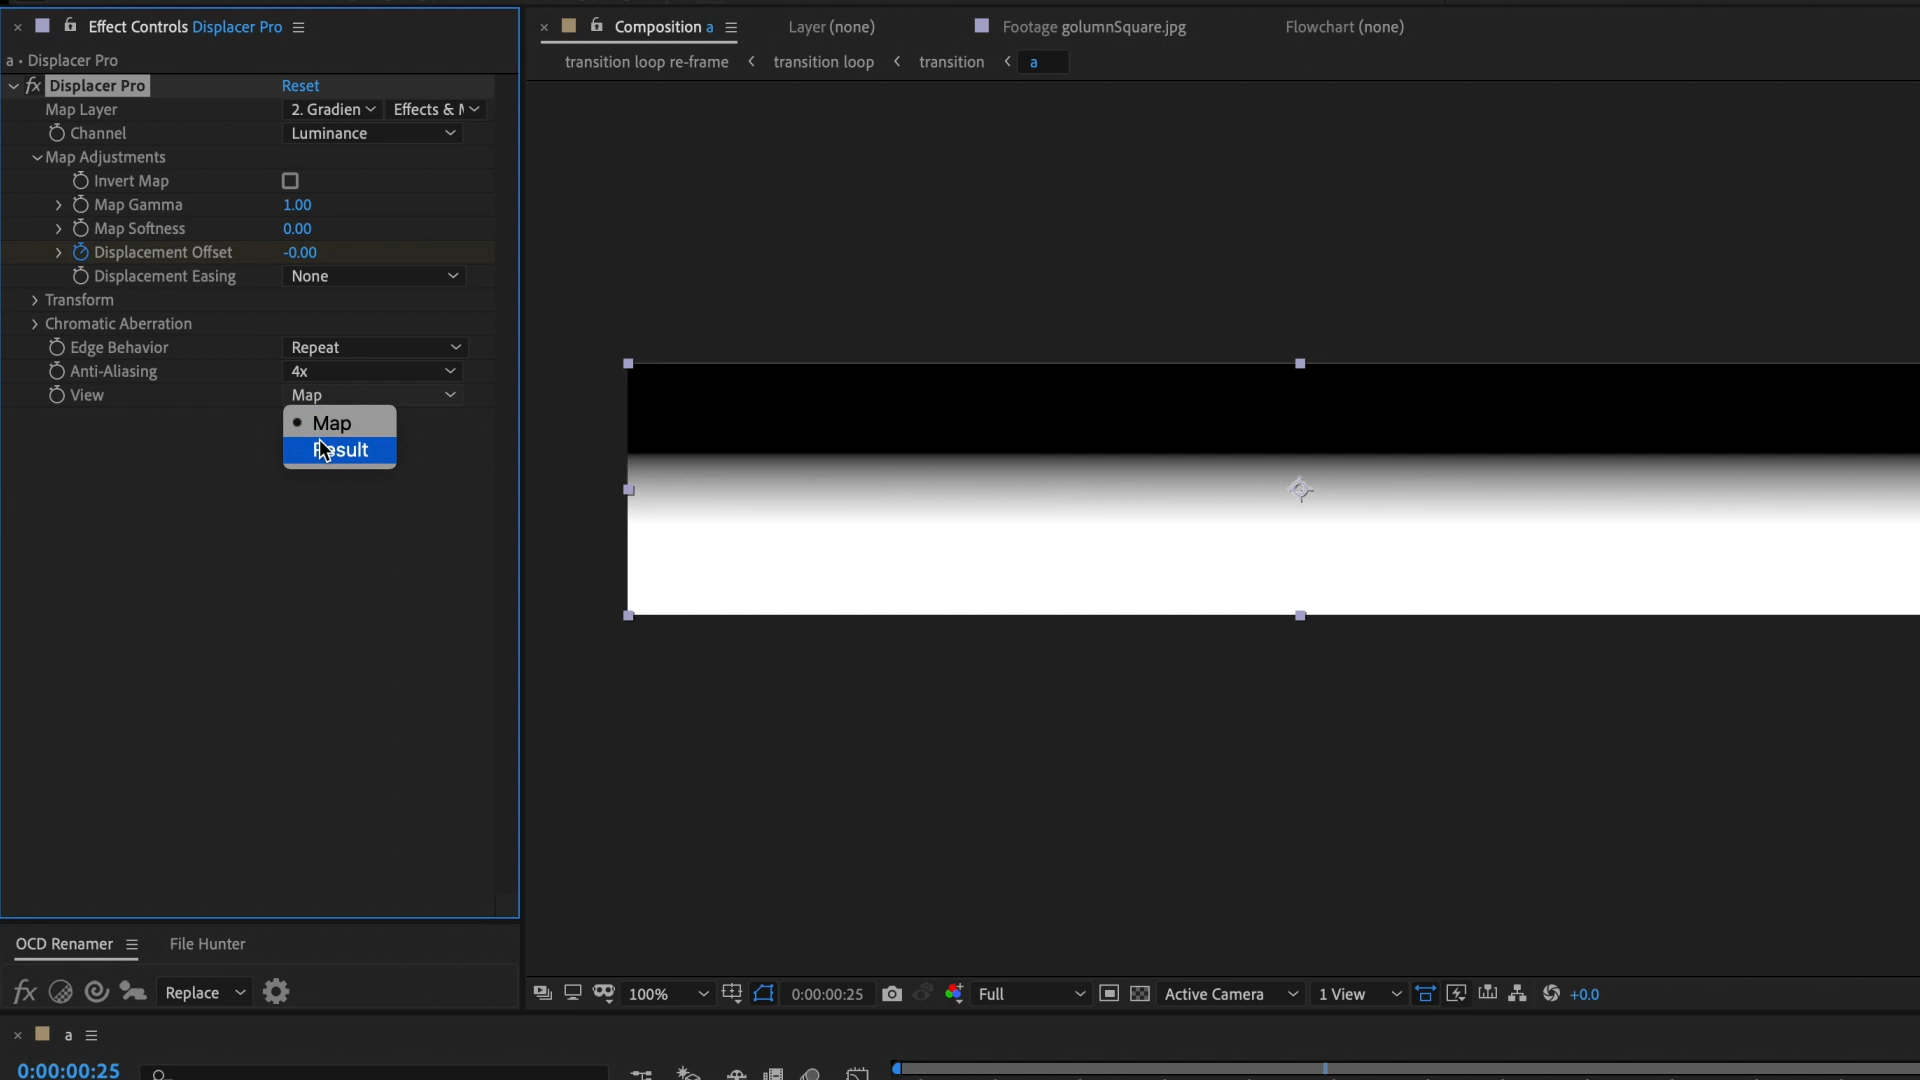 Effect Controls Displacer Pro
a • Displacer Pro
fx Displacer Pro Reset
Map Layer 2. Gradien Effects & M
Channel Luminance
Map Adjustments
Invert Map
Map Gamma 1.00
Map Softness 0.00
Displacement Offset -0.00
Displacement Easing None
Transform
Chromatic Aberration
Edge Behavior Repeat
Anti-Aliasing 4x
View Map
Map
Result
Composition a Layer (none) Footage golumnSquare.jpg Flowchart (none)
transition loop re-frame < transition loop < transition < a
100% 0:00:00:25 Full Active Camera 1 View +0.0
OCD Renamer File Hunter
fx Replace
a
0:00:00:25